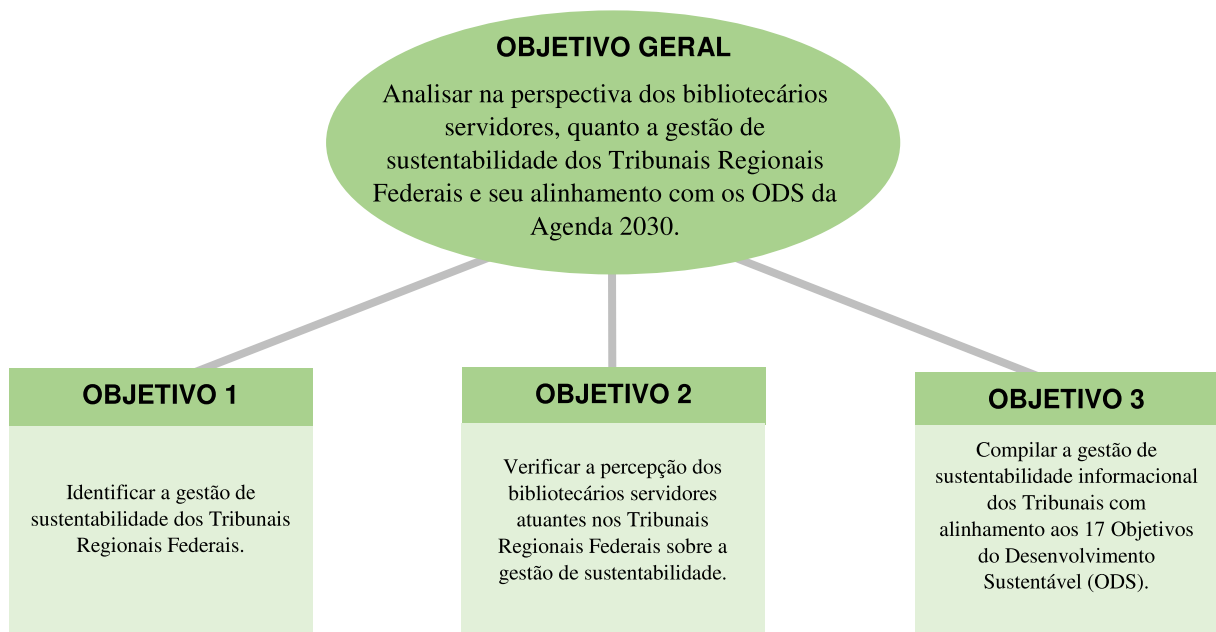 OBJETIVO GERAL
Analisar na perspectiva dos bibliotecários
servidores, quanto a gestão de
sustentabilidade dos Tribunais Regionais
Federais e seu alinhamento com os ODS da
Agenda 2030.
OBJETIVO 1
Identificar a gestão de
sustentabilidade dos Tribunais
Regionais Federais.
OBJETIVO 2
Verificar a percepção dos
bibliotecários servidores
atuantes nos Tribunais
Regionais Federais sobre a
gestão de sustentabilidade.
OBJETIVO 3
Compilar a gestão de
sustentabilidade informacional
dos Tribunais com
alinhamento aos 17 Objetivos
do Desenvolvimento
Sustentável (ODS).